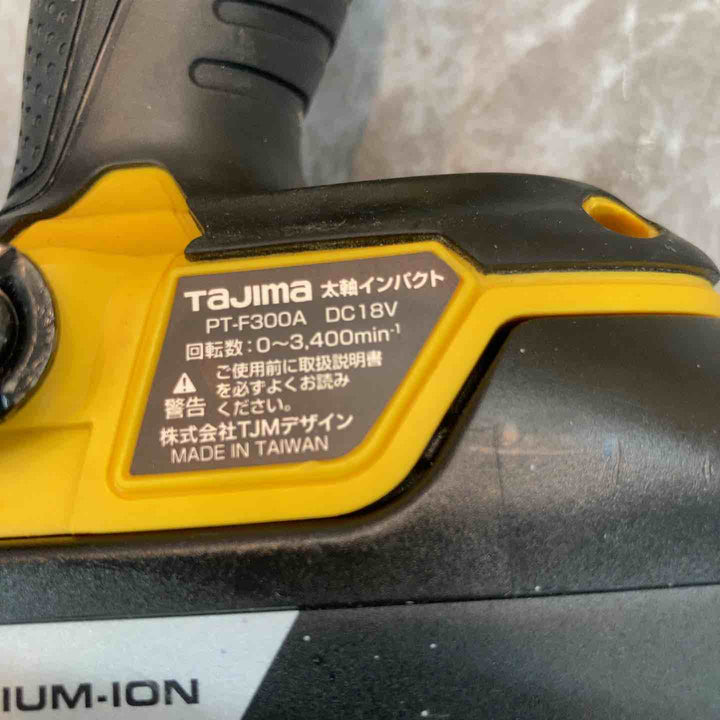 TaJIma 太軸インパクト
PT-F300A DC18V
回転数:0〜3,400min⁻¹
ご使用前に取扱説明書
を必ずよくお読み
警告 ください。
株式会社TJMデザイン
MADE IN TAIWAN
IUM-ION